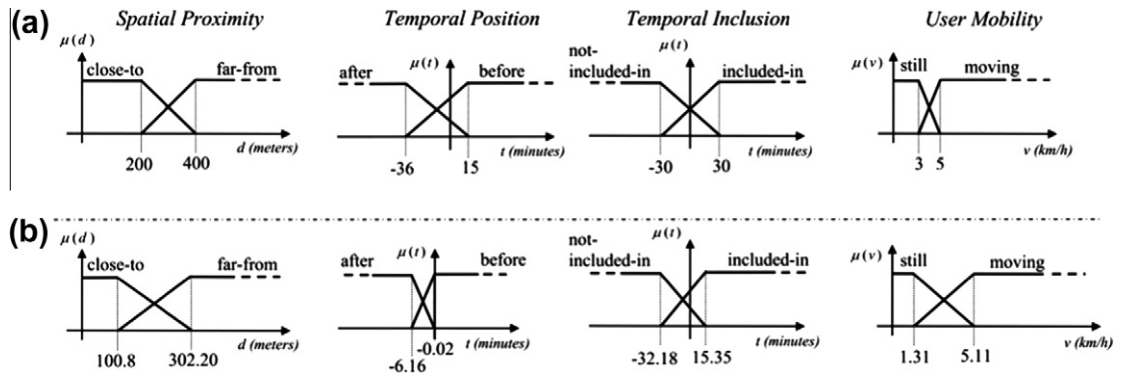 (a)
Spatial Proximity
μ(d)
close-to
far-from
200
400
d (meters)
Temporal Position
after
μ(t)
before
-36
15
t (minutes)
Temporal Inclusion
not-
included-in
μ(t)
included-in
-30
30
t (minutes)
User Mobility
μ(v)
still
moving
3
5
v (km/h)
(b)
μ(d)
close-to
far-from
100.8
302.20
d (meters)
after
μ(t)
before
-6.16
-0.02
t (minutes)
not-
included-in
μ(t)
included-in
-32.18
15.35
t (minutes)
μ(v)
still
moving
1.31
5.11
v (km/h)